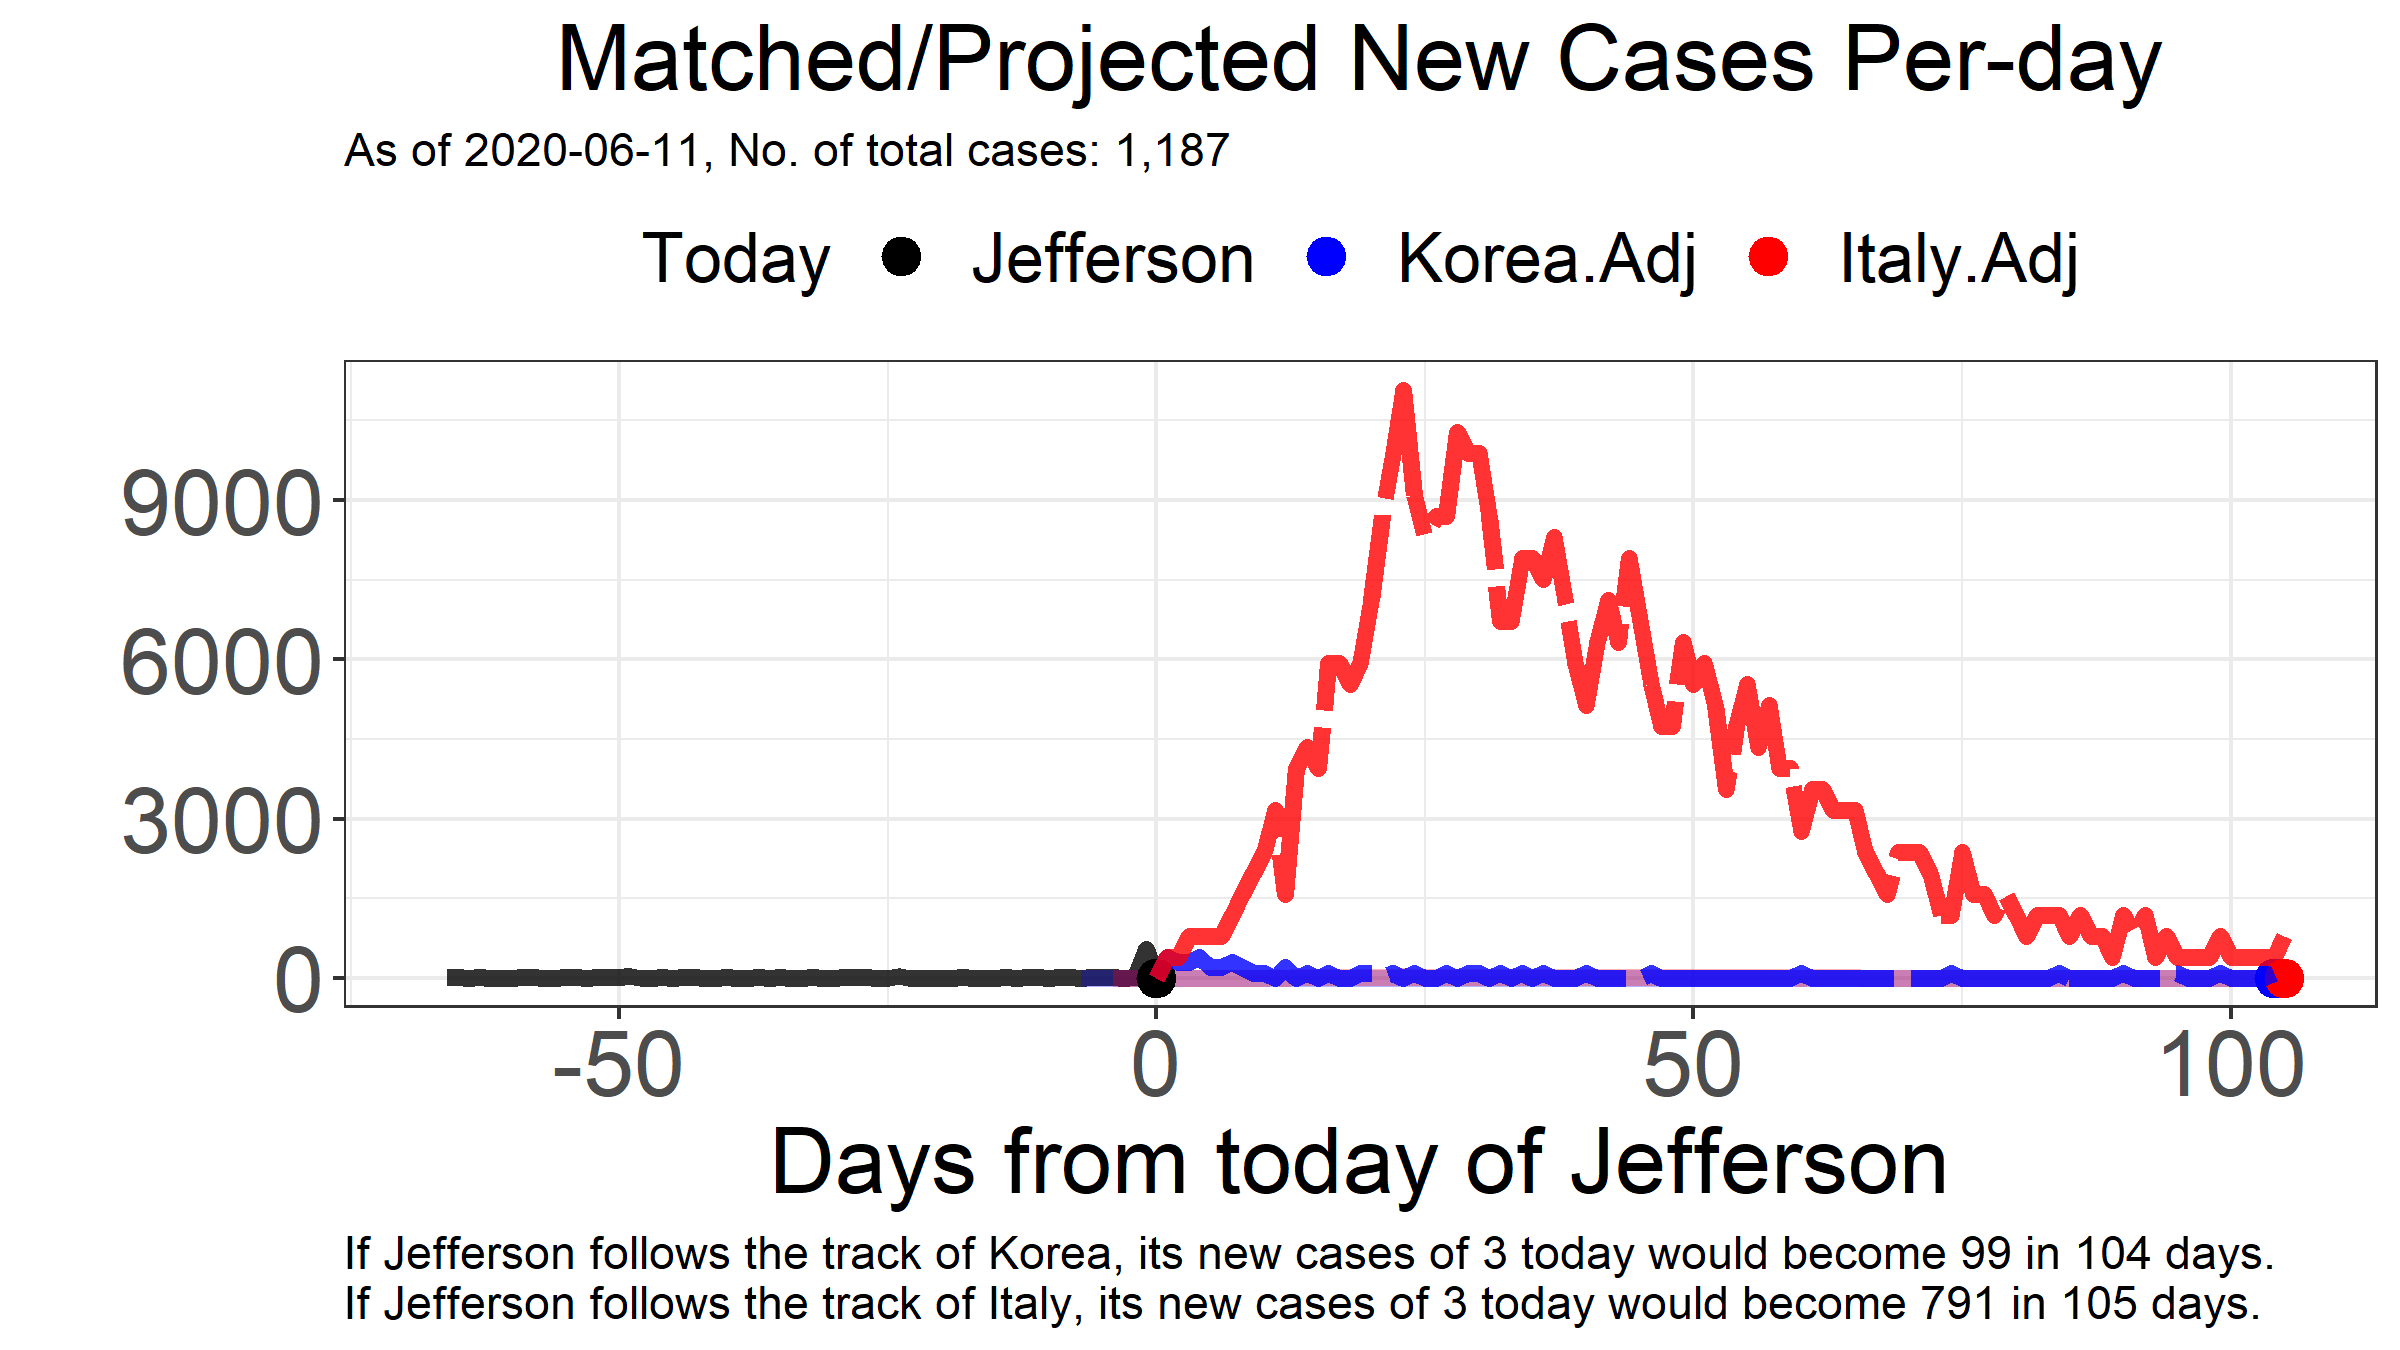 Matched/Projected New Cases Per-day
As of 2020-06-11, No. of total cases: 1,187
Today Jefferson Korea.Adj Italy.Adj
9000
6000
3000
0
-50 0 50 100
Days from today of Jefferson
If Jefferson follows the track of Korea, its new cases of 3 today would become 99 in 104 days.
If Jefferson follows the track of Italy, its new cases of 3 today would become 791 in 105 days.